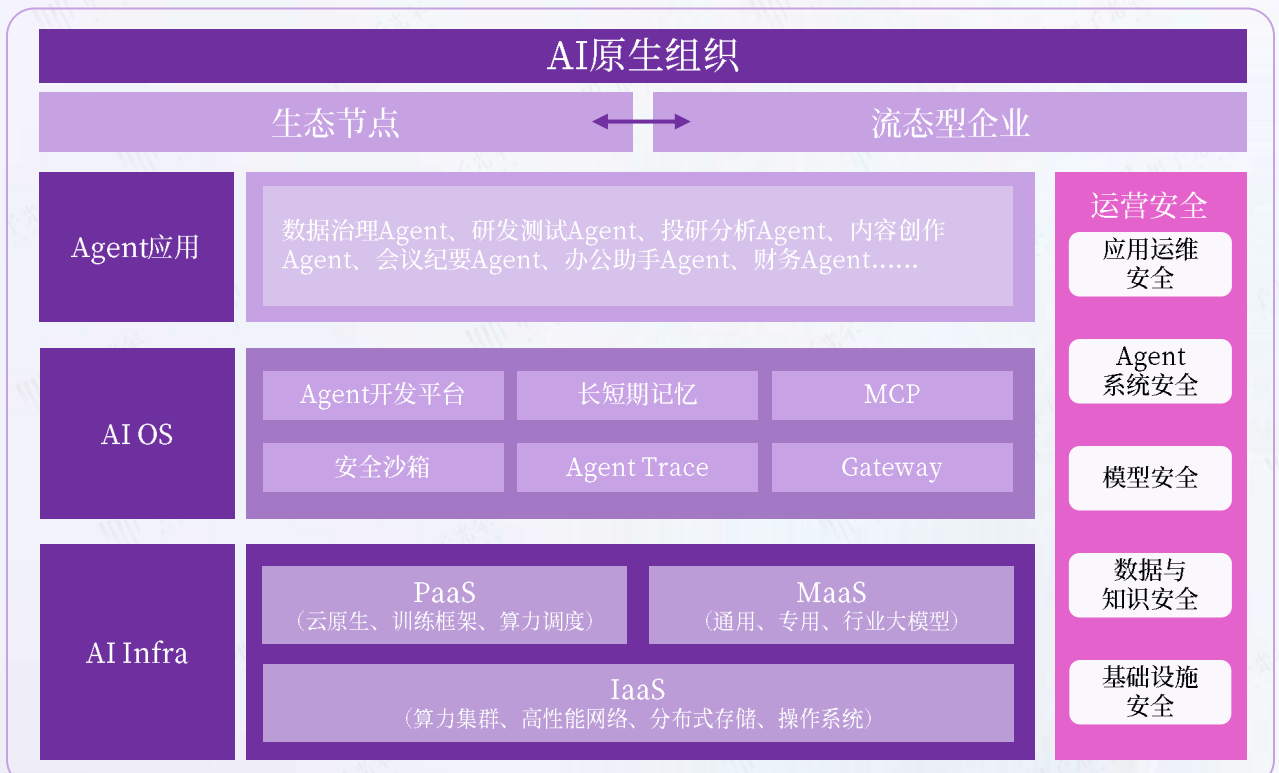 AI原生组织
生态节点
流态型企业
Agent应用
数据治理Agent、研发测试Agent、投研分析Agent、内容创作
Agent、会议纪要Agent、办公助手Agent、财务Agent......
AI OS
Agent开发平台
长短期记忆
MCP
安全沙箱
Agent Trace
Gateway
AI Infra
PaaS
（云原生、训练框架、算力调度）
MaaS
（通用、专用、行业大模型）
IaaS
（算力集群、高性能网络、分布式存储、操作系统）
运营安全
应用运维
安全
Agent
系统安全
模型安全
数据与
知识安全
基础设施
安全